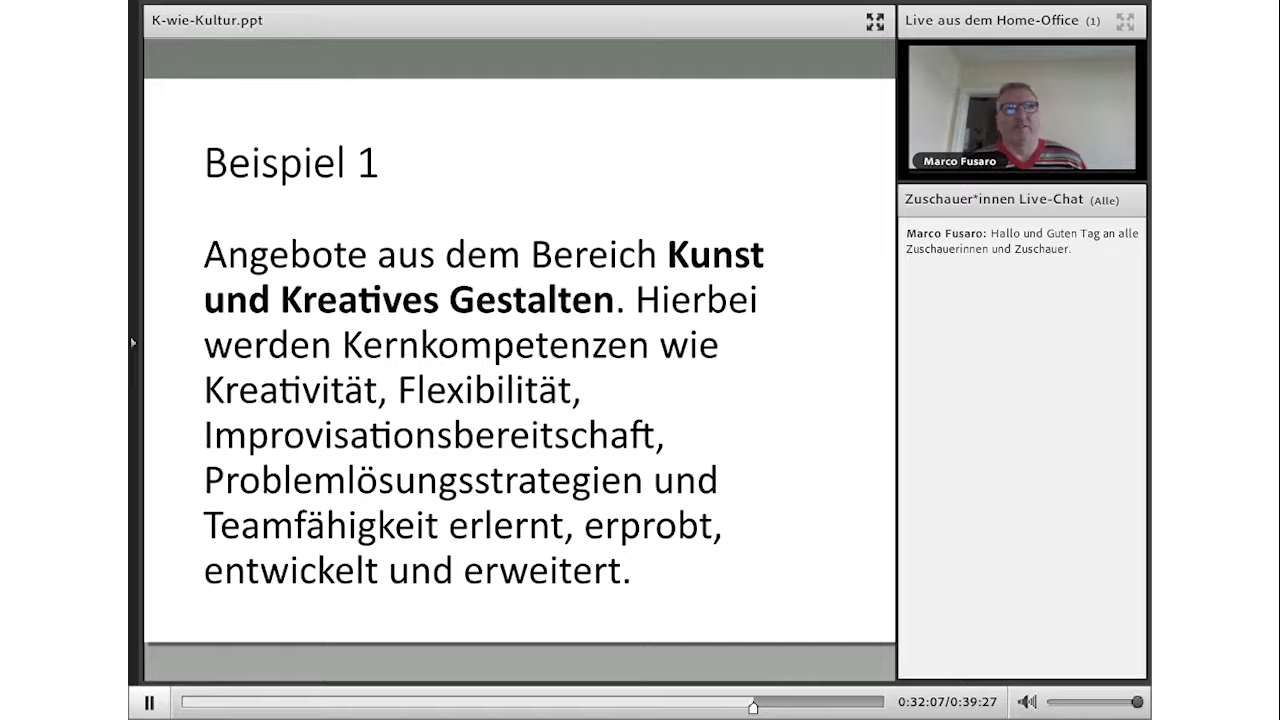 K-wie-Kultur.ppt
Live aus dem Home-Office (1)
Marco Fusaro
Zuschauer*innen Live-Chat (Alle)
Marco Fusaro: Hallo und Guten Tag an alle
Zuschauerinnen und Zuschauer.
Beispiel 1
Angebote aus dem Bereich Kunst
und Kreatives Gestalten. Hierbei
werden Kernkompetenzen wie
Kreativität, Flexibilität,
Improvisationsbereitschaft,
Problemlösungsstrategien und
Teamfähigkeit erlernt, erprobt,
entwickelt und erweitert.
0:32:07/0:39:27